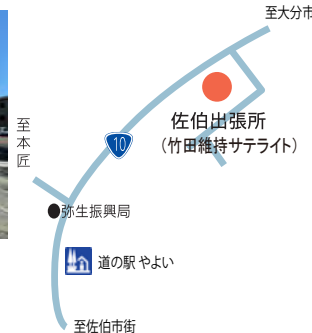 至大分市
佐伯出張所
（竹田維持サテライト）
至本匠
10
弥生振興局
道の駅 やよい
至佐伯市街